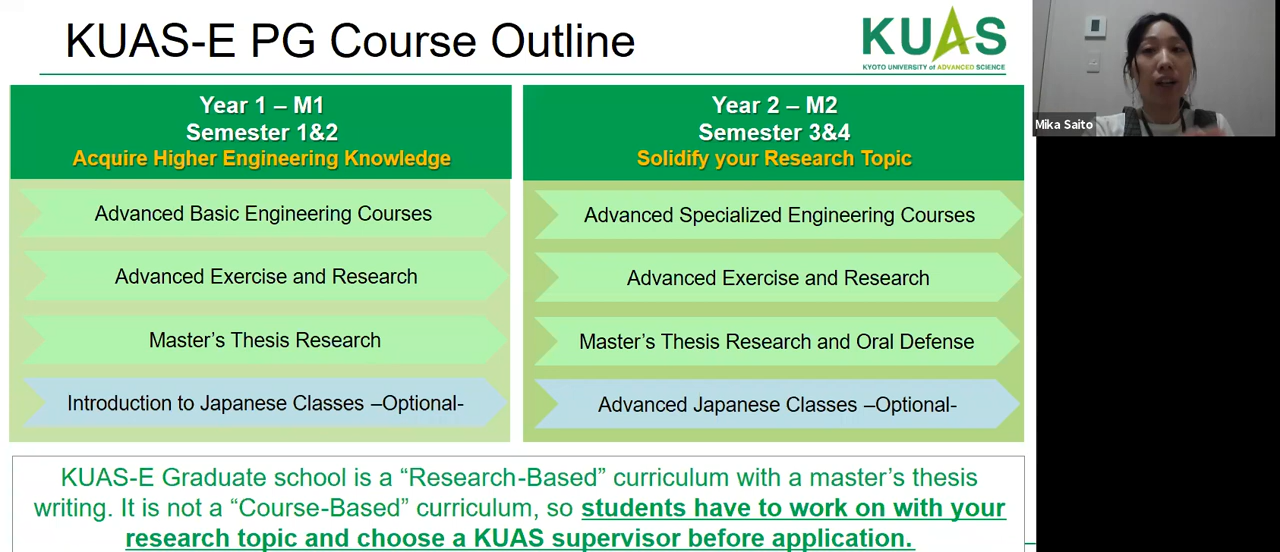 KUAS-E PG Course Outline
KUAS
KYOTO UNIVERSITY of ADVANCED SCIENCE
Mika Saito
Year 1 – M1
Semester 1&2
Acquire Higher Engineering Knowledge
Advanced Basic Engineering Courses
Advanced Exercise and Research
Master's Thesis Research
Introduction to Japanese Classes –Optional-
Year 2 – M2
Semester 3&4
Solidify your Research Topic
Advanced Specialized Engineering Courses
Advanced Exercise and Research
Master's Thesis Research and Oral Defense
Advanced Japanese Classes –Optional-
KUAS-E Graduate school is a “Research-Based” curriculum with a master's thesis
writing. It is not a “Course-Based” curriculum, so students have to work on with your
research topic and choose a KUAS supervisor before application.